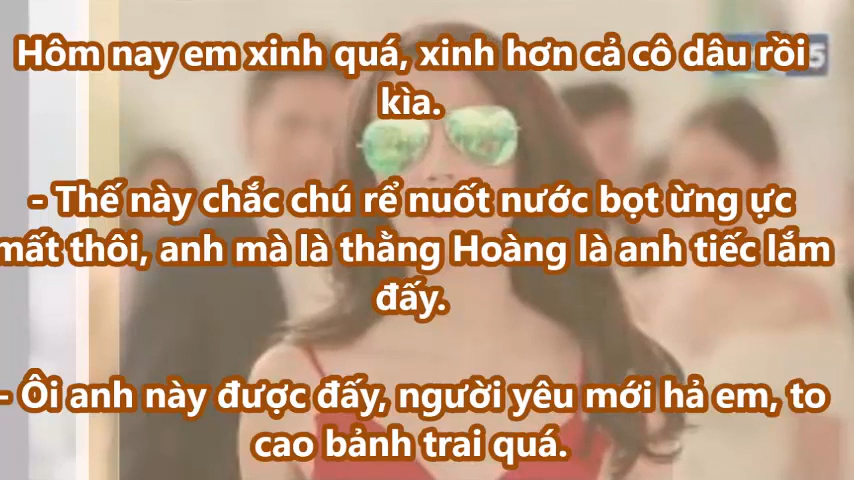 Hôm nay em xinh quá, xinh hơn cả cô dâu rồi
kìa.
- Thế này chắc chú rể nuốt nước bọt ừng ực
mất thôi, anh mà là thằng Hoàng là anh tiếc lắm
đấy.
- Ôi anh này được đấy, người yêu mới hả em, to
cao bảnh trai quá.